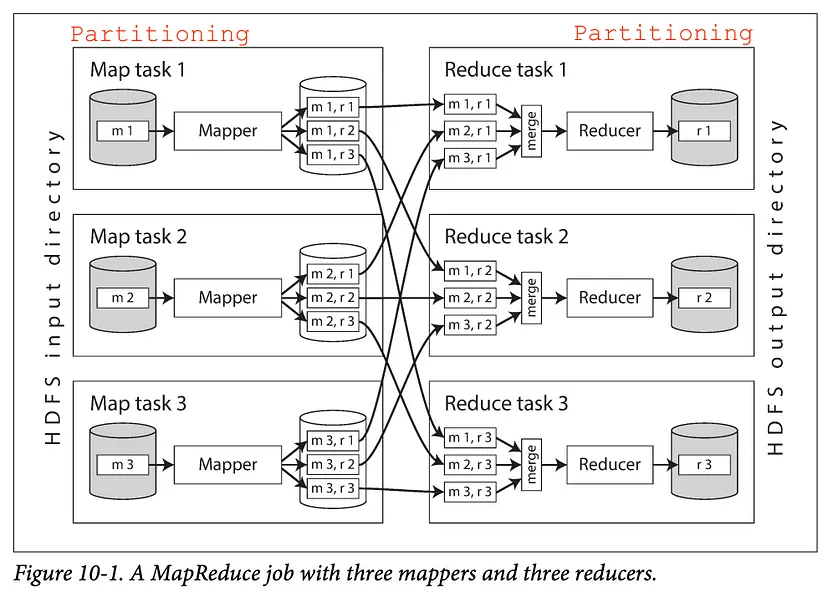 Partitioning
Partitioning
HDFS input directory
Map task 1
m 1
Mapper
m 1, r 1
m 1, r 2
m 1, r 3
Reduce task 1
m 1, r 1
m 2, r 1
m 3, r 1
merge
Reducer
r 1
Map task 2
m 2
Mapper
m 2, r 1
m 2, r 2
m 2, r 3
Reduce task 2
m 1, r 2
m 2, r 2
m 3, r 2
merge
Reducer
r 2
Map task 3
m 3
Mapper
m 3, r 1
m 3, r 2
m 3, r 3
Reduce task 3
m 1, r 3
m 2, r 3
m 3, r 3
merge
Reducer
r 3
HDFS output directory
Figure 10-1. A MapReduce job with three mappers and three reducers.